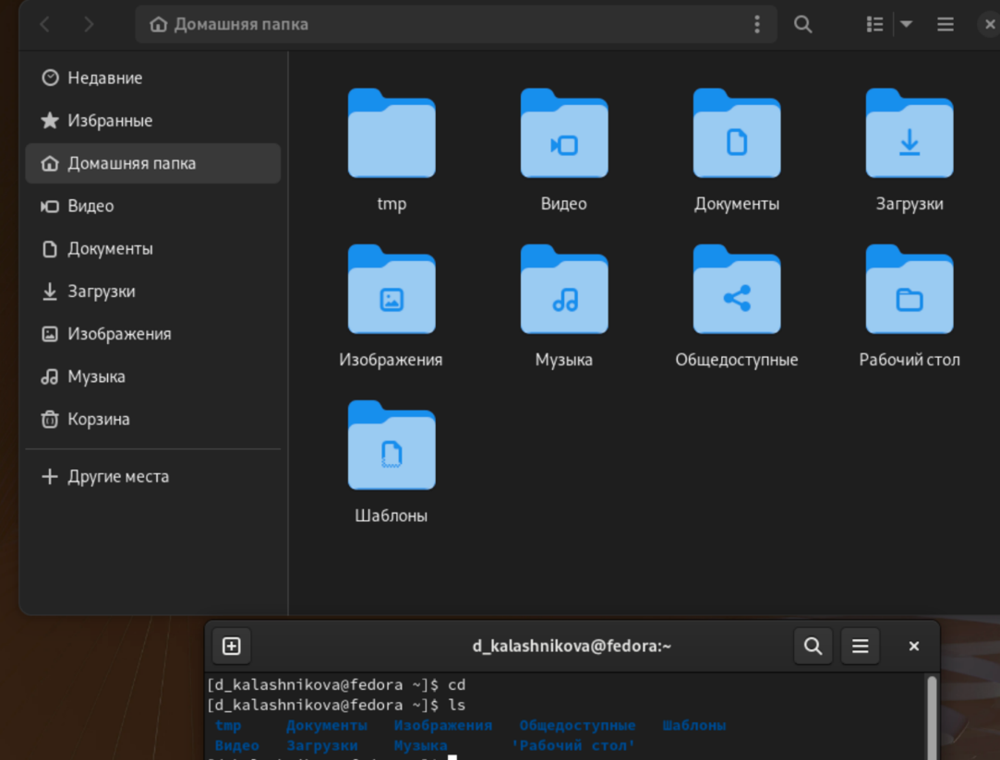 Домашняя папка
Недавние
Избранные
Домашняя папка
Видео
Документы
Загрузки
Изображения
Музыка
Корзина
Другие места
tmp Видео Документы Загрузки
Изображения Музыка Общедоступные Рабочий стол
Шаблоны
d_kalashnikova@fedora:~
[d_kalashnikova@fedora ~]$ cd
[d_kalashnikova@fedora ~]$ ls
tmp Документы Изображения Общедоступные Шаблоны
Видео Загрузки Музыка 'Рабочий стол'